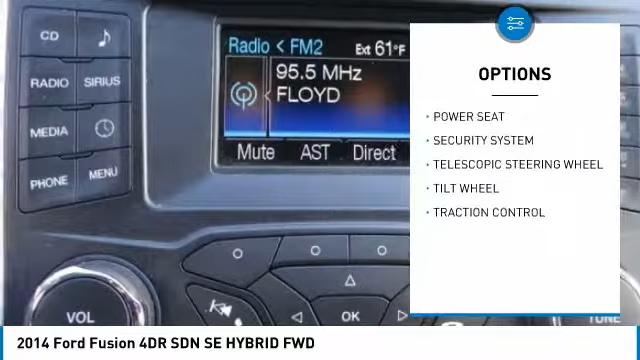 CD
RADIO
SIRIUS
MEDIA
PHONE
MENU
Radio < FM2
Ext 61°F
95.5 MHz
FLOYD
Mute
AST
Direct
VOL
OK
TUNE
OPTIONS
• POWER SEAT
• SECURITY SYSTEM
• TELESCOPIC STEERING WHEEL
• TILT WHEEL
• TRACTION CONTROL
2014 Ford Fusion 4DR SDN SE HYBRID FWD